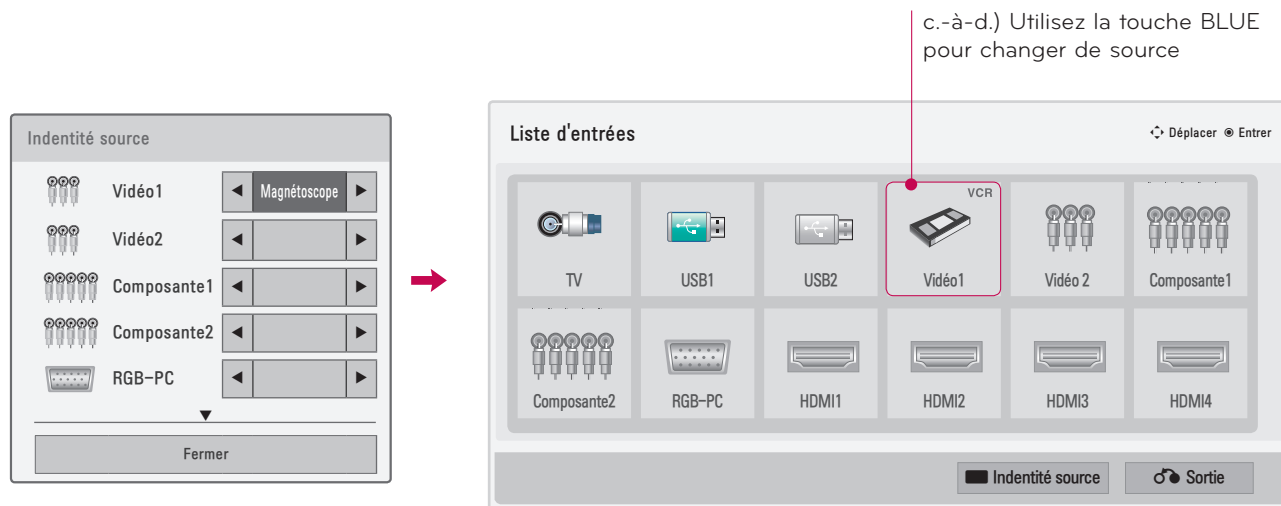 c.-à-d.) Utilisez la touche BLUE
pour changer de source
Indentité source
Vidéo1
Magnétoscope
Vidéo2
Composante1
Composante2
RGB-PC
Fermer
Liste d'entrées
Déplacer
Entrer
VCR
TV
USB1
USB2
Vidéo1
Vidéo 2
Composante1
Composante2
RGB-PC
HDMI1
HDMI2
HDMI3
HDMI4
Indentité source
Sortie